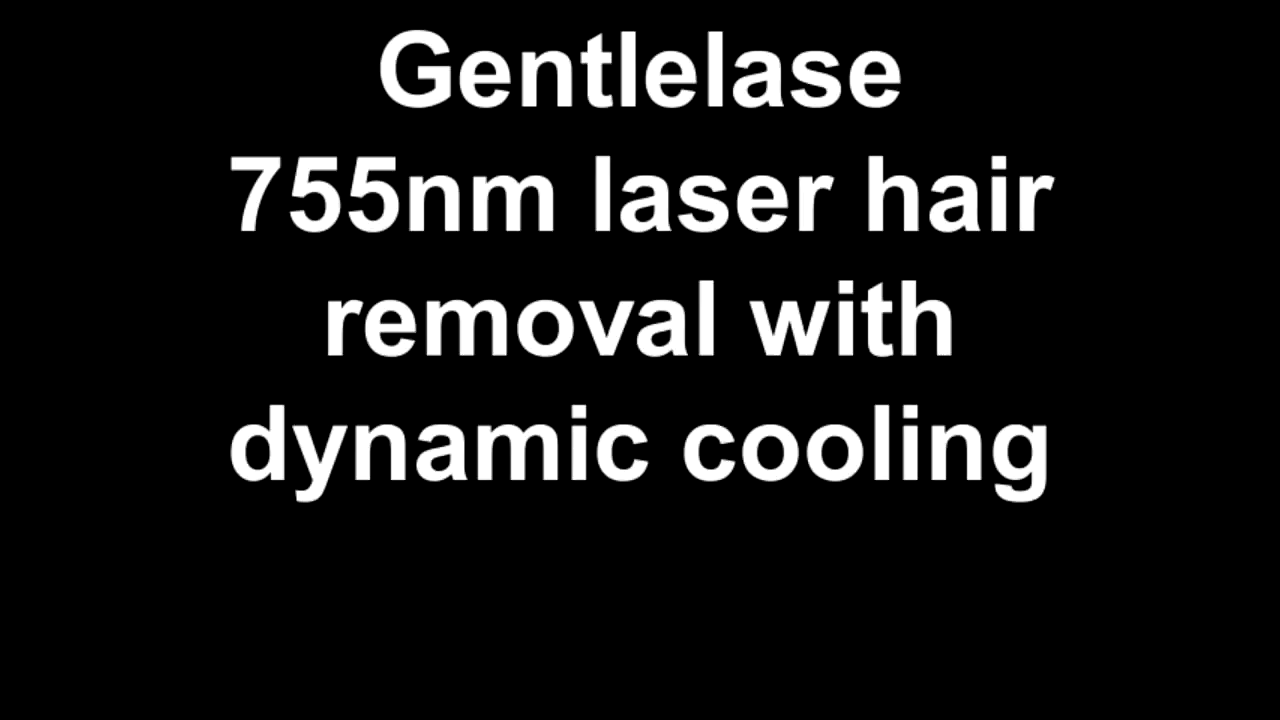 Gentlelase
755nm laser hair
removal with
dynamic cooling